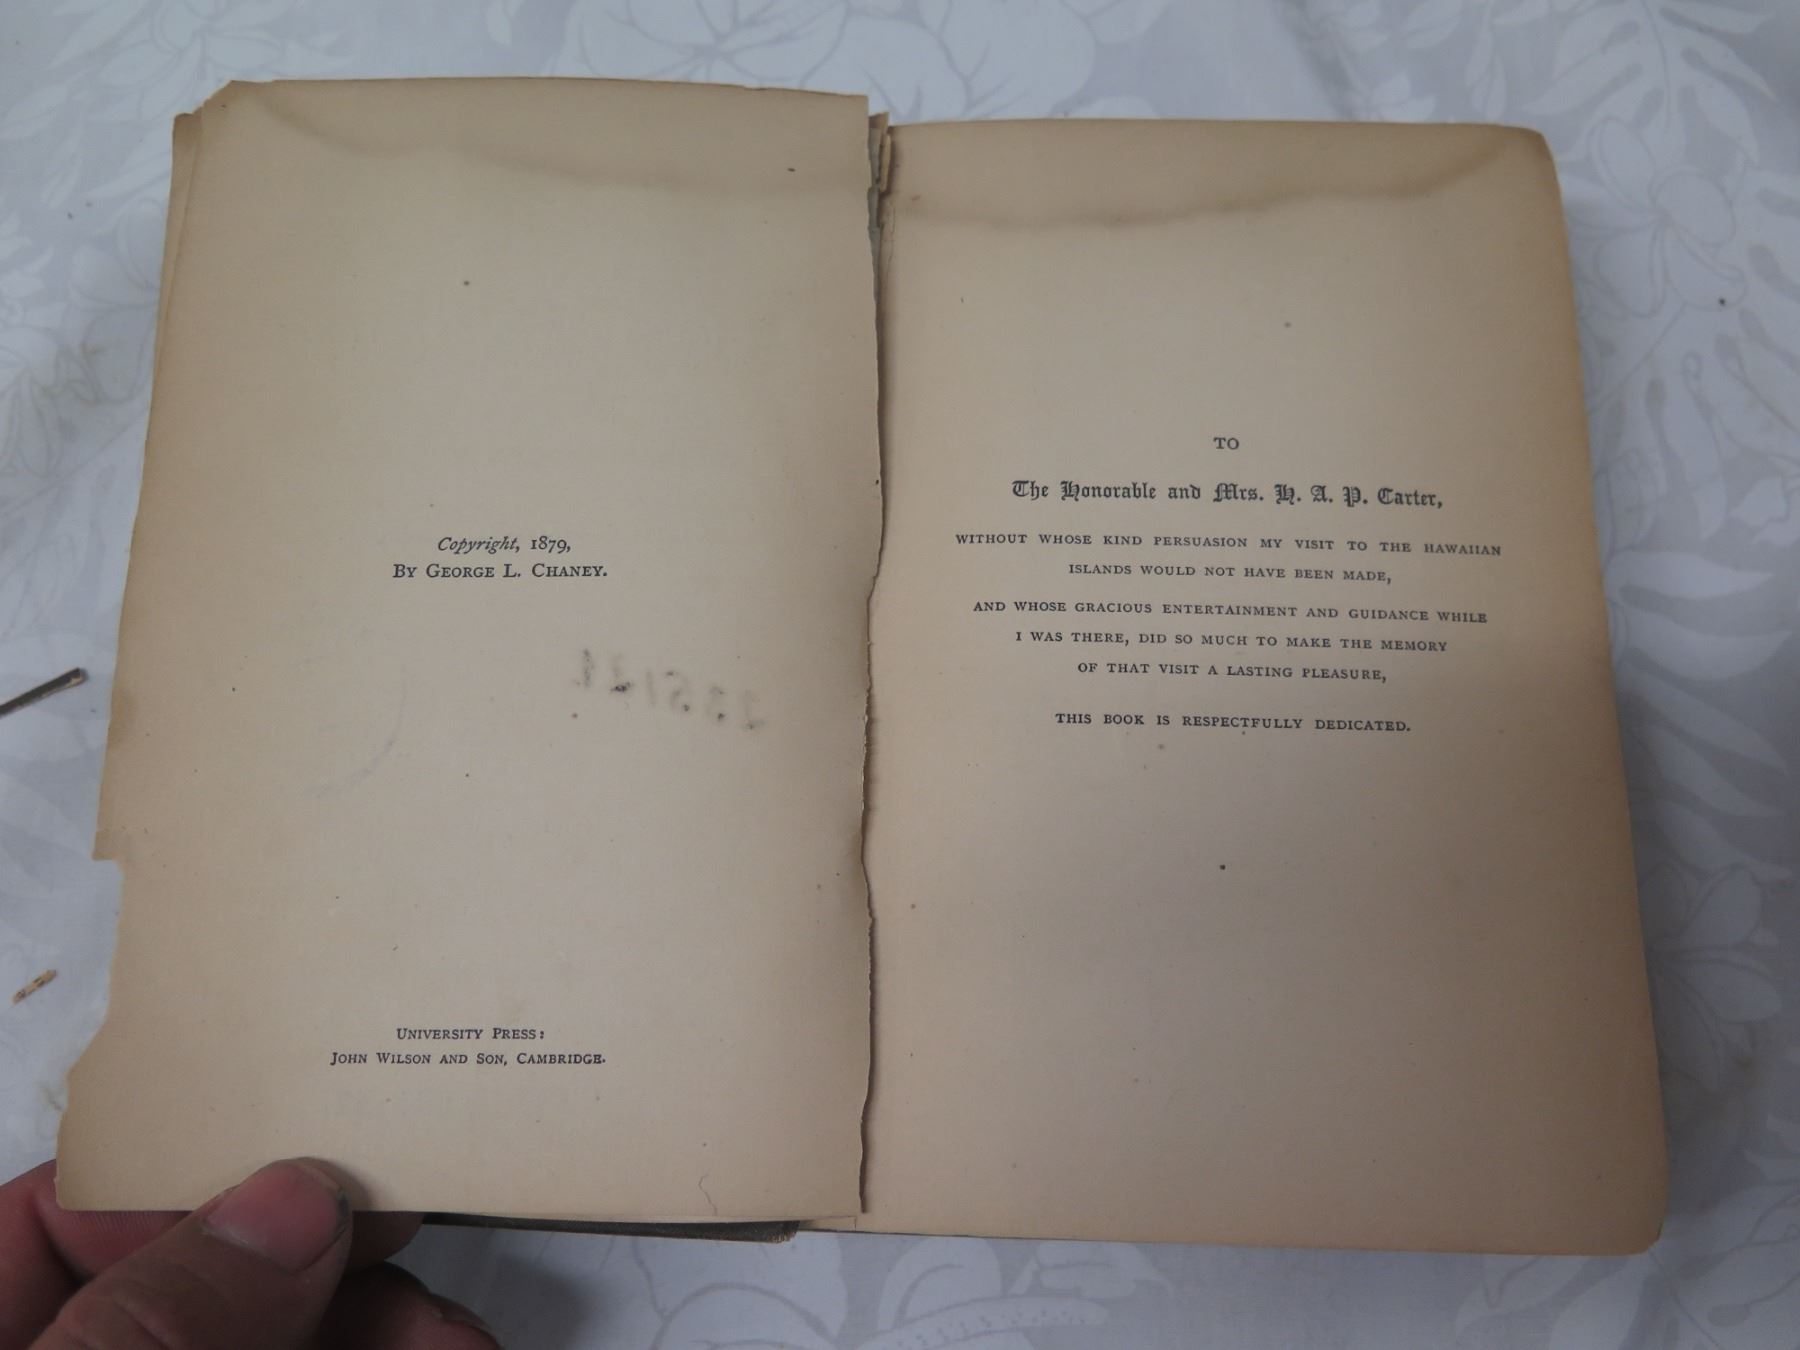 Copyright, 1879,
By George L. Chaney.
University Press:
John Wilson and Son, Cambridge.
TO
The Honorable and Mrs. H. A. P. Carter,
WITHOUT WHOSE KIND PERSUASION MY VISIT TO THE HAWAIIAN
ISLANDS WOULD NOT HAVE BEEN MADE,
AND WHOSE GRACIOUS ENTERTAINMENT AND GUIDANCE WHILE
I WAS THERE, DID SO MUCH TO MAKE THE MEMORY
OF THAT VISIT A LASTING PLEASURE,
THIS BOOK IS RESPECTFULLY DEDICATED.